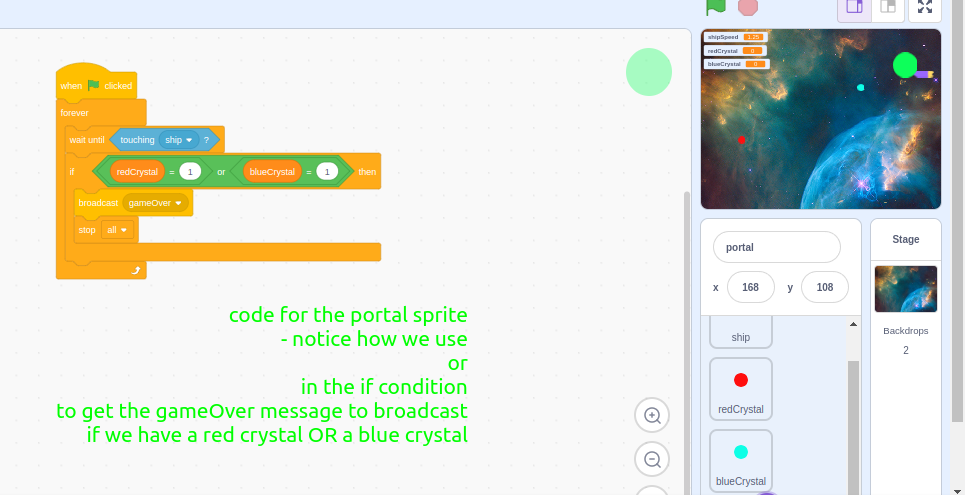 when clicked
forever
wait until touching ship ?
if redCrystal = 1 or blueCrystal = 1 then
broadcast gameOver
stop all
code for the portal sprite
- notice how we use
or
in the if condition
to get the gameOver message to broadcast
if we have a red crystal OR a blue crystal
shipSpeed 1.75
redCrystal 0
blueCrystal 0
portal
x 168 y 108
ship
redCrystal
blueCrystal
Stage
Backdrops
2